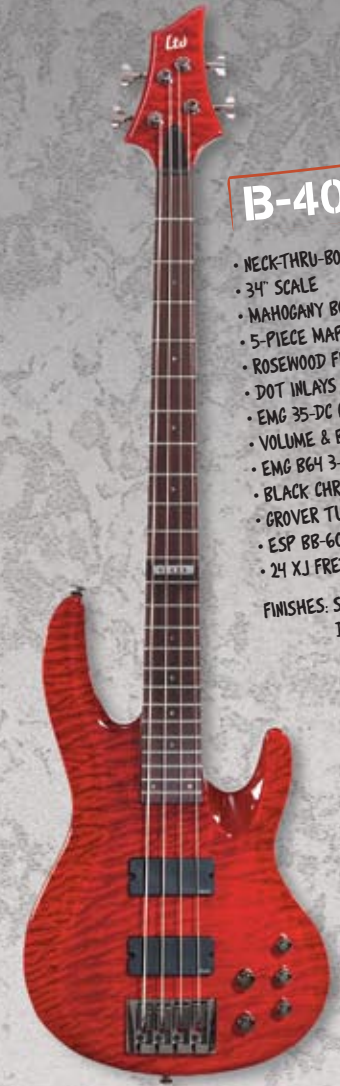 Ltd
B-40
• NECK-THRU-BO
• 34" SCALE
• MAHOGANY BO
• 5-PIECE MAP
• ROSEWOOD F
• DOT INLAYS
• EMG 35-DC (
• VOLUME & B
• EMG B64 3-
• BLACK CHR
• GROVER TU
• ESP BB-60
• 24 XJ FRE
FINISHES: S